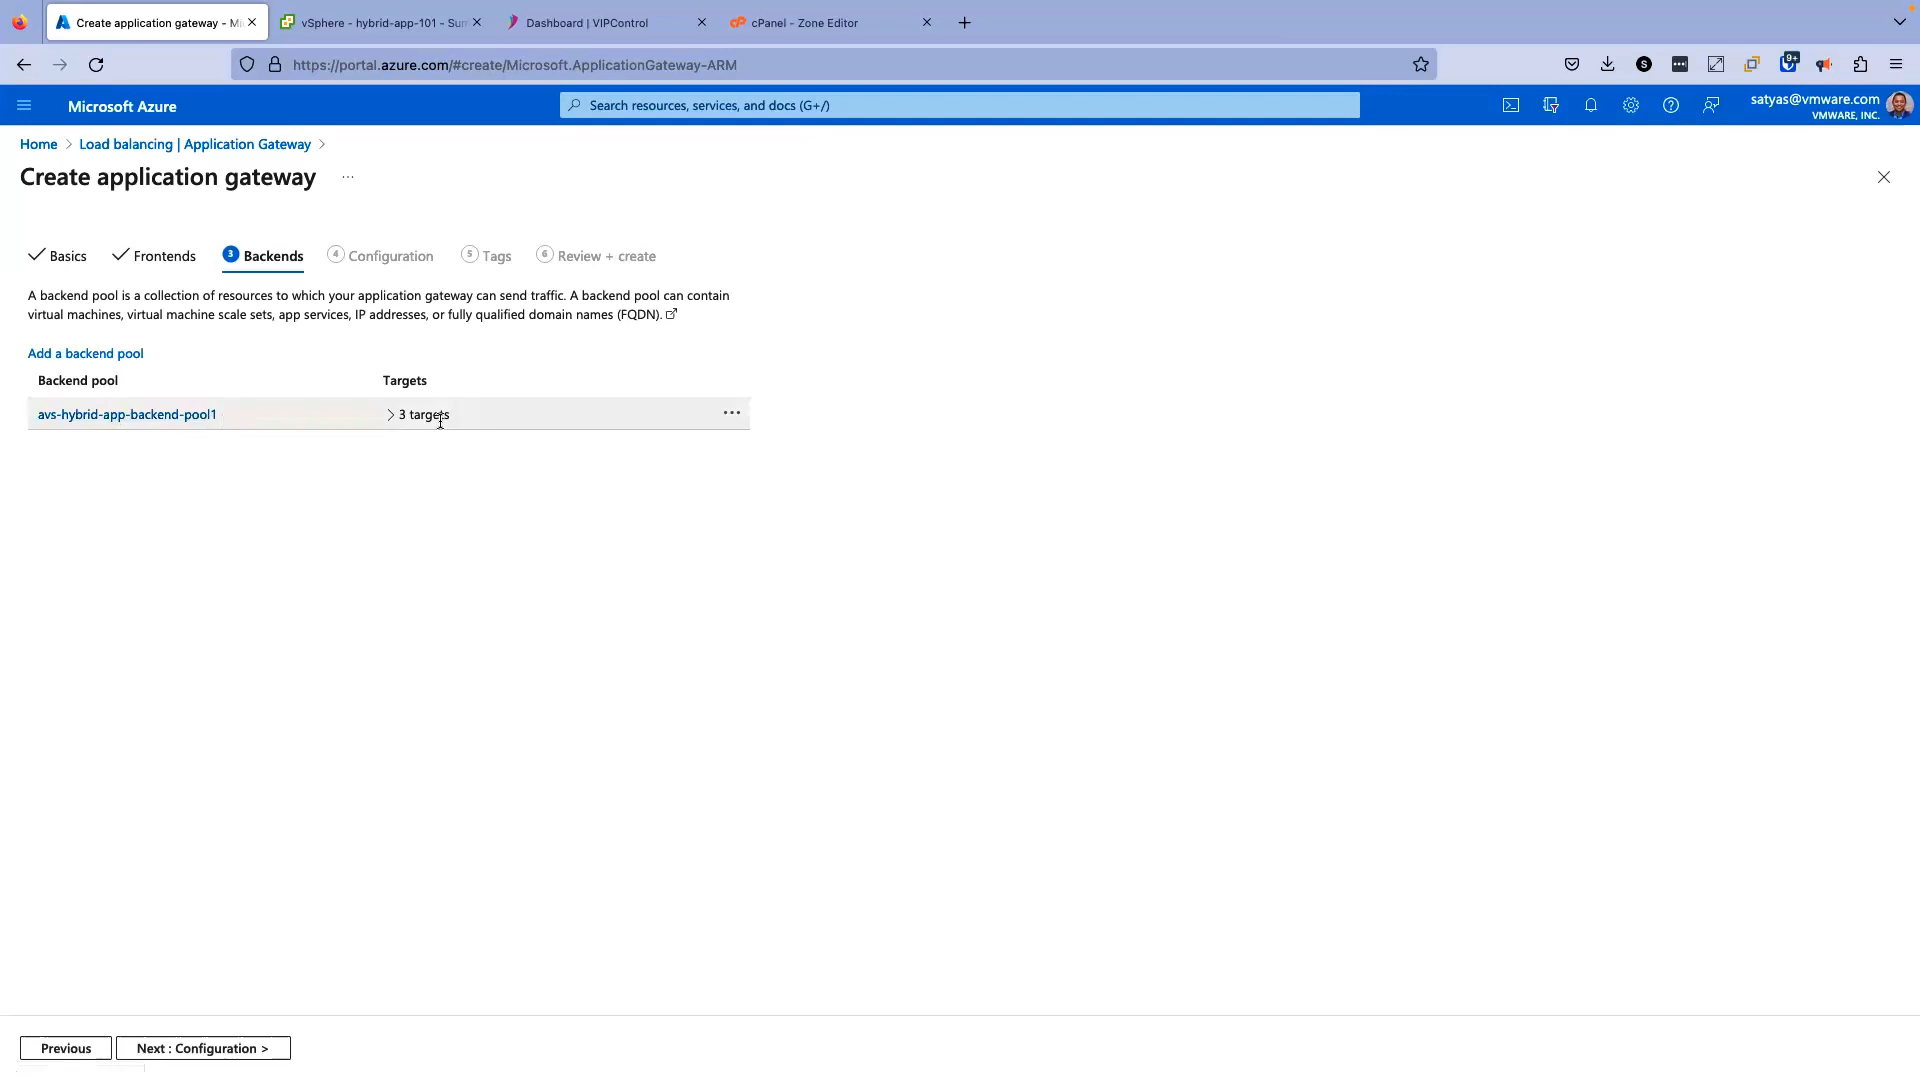 Create application gateway - Mi
vSphere - hybrid-app-101 - Sum
Dashboard | VIPControl
cPanel - Zone Editor
https://portal.azure.com/#create/Microsoft.ApplicationGateway-ARM
S
9+
Microsoft Azure
Search resources, services, and docs (G+/)
satyas@vmware.com
VMWARE, INC.
Home > Load balancing | Application Gateway >
Create application gateway ...
Basics
Frontends
3 Backends
4 Configuration
5 Tags
6 Review + create
A backend pool is a collection of resources to which your application gateway can send traffic. A backend pool can contain
virtual machines, virtual machine scale sets, app services, IP addresses, or fully qualified domain names (FQDN).
Add a backend pool
Backend pool
Targets
avs-hybrid-app-backend-pool1
> 3 targets
...
Previous
Next : Configuration >